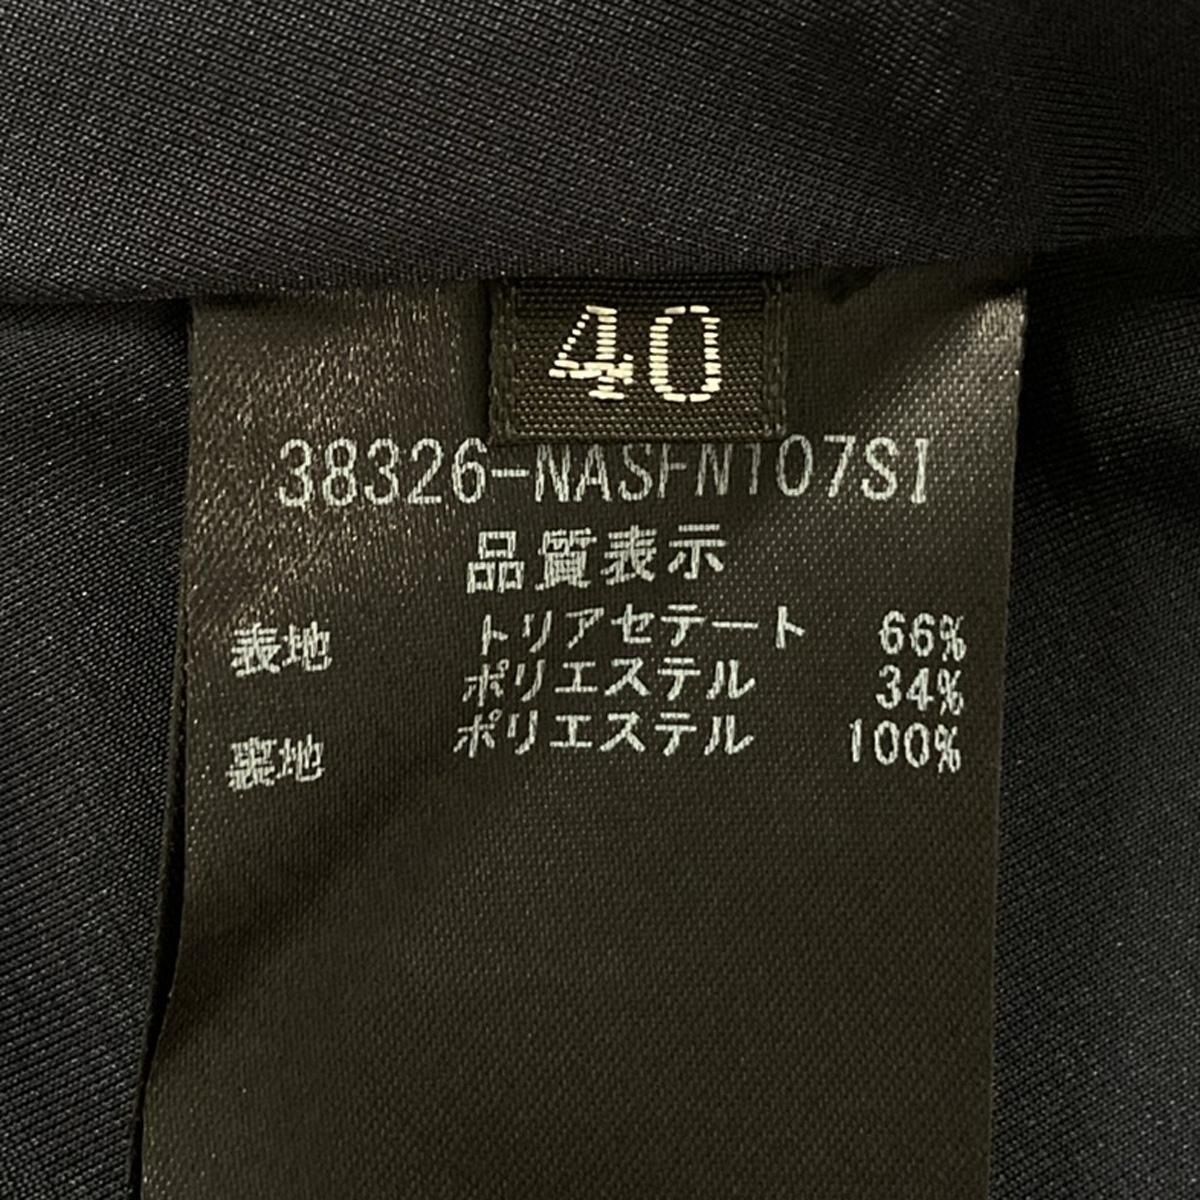 40
38326-NASFN107SI
品質表示
表地 トリアセテート 66%
ポリエステル 34%
裏地 ポリエステル 100%